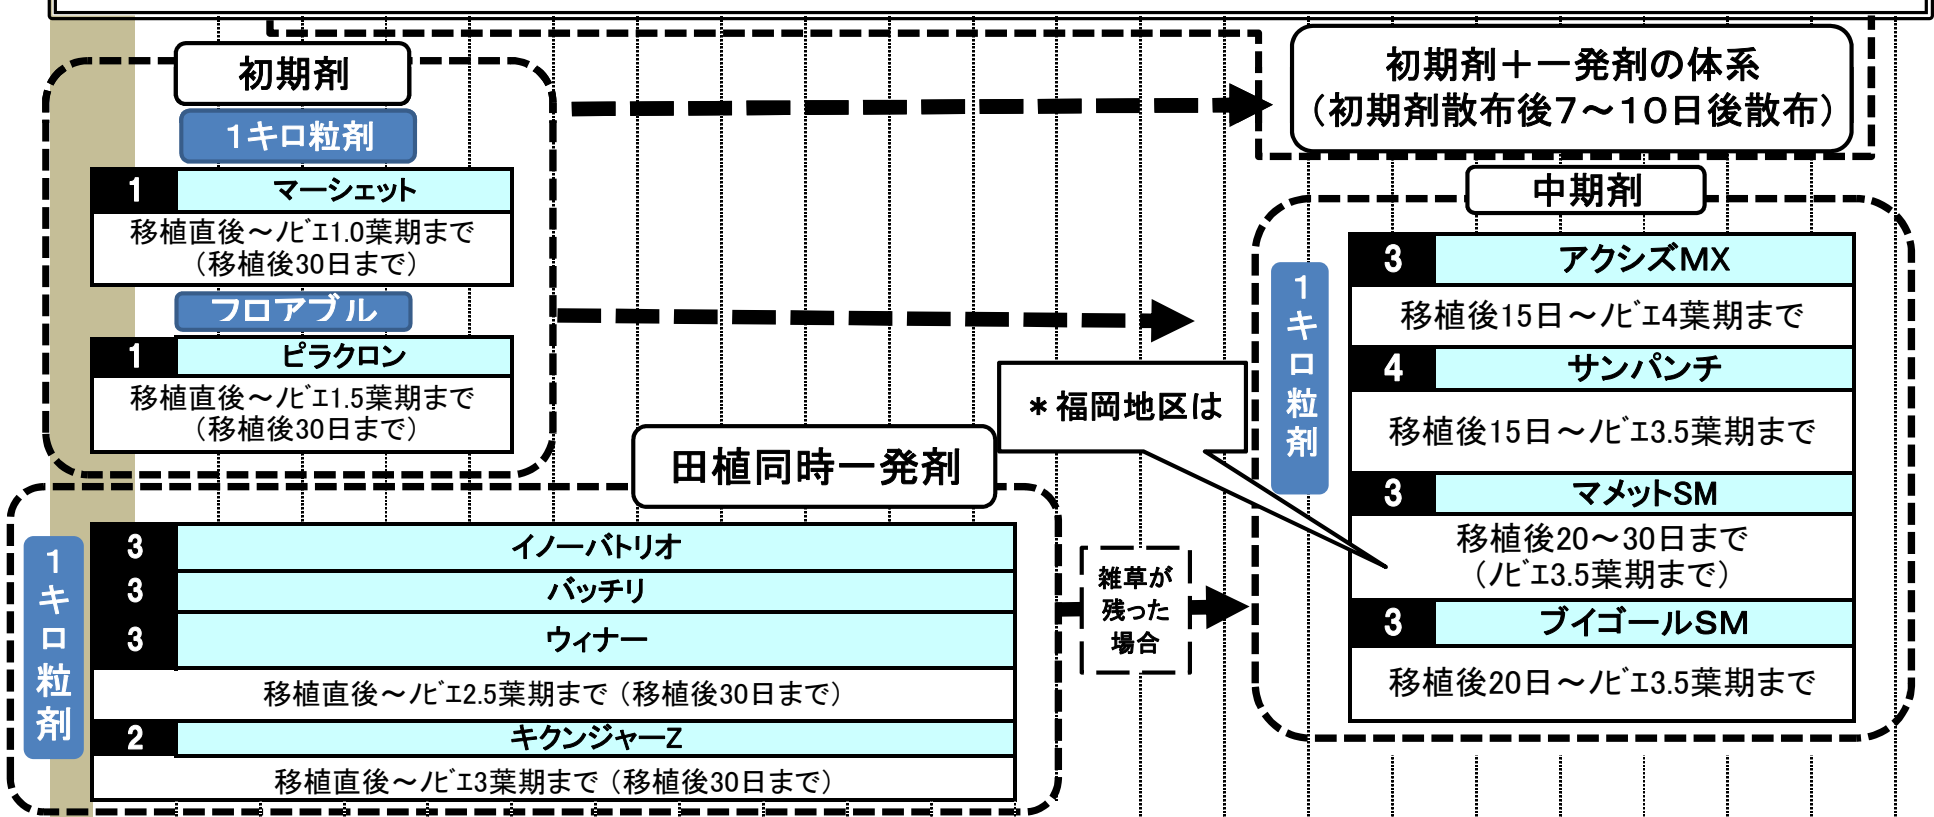 初期剤
1キロ粒剤
1 マーシェット
移植直後～ノビエ1.0葉期まで
（移植後30日まで）
フロアブル
1 ピラクロン
移植直後～ノビエ1.5葉期まで
（移植後30日まで）
初期剤＋一発剤の体系
（初期剤散布後7～10日後散布）
中期剤
1キロ粒剤
3 アクシズMX
移植後15日～ノビエ4葉期まで
4 サンパンチ
移植後15日～ノビエ3.5葉期まで
3 マメットSM
移植後20～30日まで
（ノビエ3.5葉期まで）
3 ブイゴールSM
移植後20日～ノビエ3.5葉期まで
＊福岡地区は
田植同時一発剤
1キロ粒剤
3 イノーバトリオ
3 バッチリ
3 ウィナー
移植直後～ノビエ2.5葉期まで（移植後30日まで）
2 キクンジャーZ
移植直後～ノビエ3葉期まで（移植後30日まで）
雑草が
残った
場合